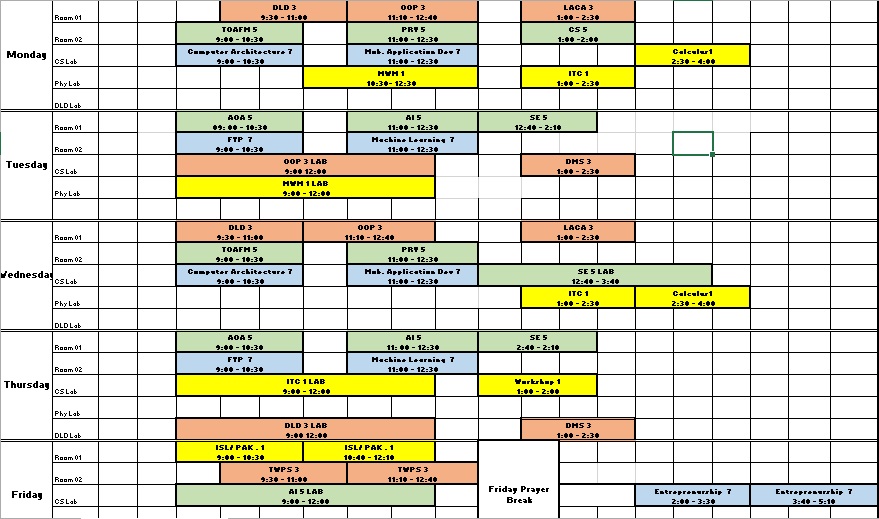 DLD 3 OOP 3 LACA 3
Room 01 9:30 - 11:00 11:10 - 12:40 1:00 - 2:30
TOAFM 5 PRT 5 CS 5
Room 02 9:00 - 10:30 11:00 - 12:30 1:00 -2:00
Monday
Computer Architecture 7 Mob. Application Dev 7 Calculus1
CS Lab 9:00 - 10:30 11:00 - 12:30 2:30 - 4:00
MWM 1 ITC 1
Phy Lab 10:30- 12:30 1:00 - 2:30
DLD Lab
AOA 5 AI 5 SE 5
Room 01 09:00 - 10:30 11:00 - 12:30 12:40 - 2:10
FTP 7 Machine Learning 7
Room 02 9:00 - 10:30 11:00 - 12:30
Tuesday
OOP 3 LAB DMS 3
CS Lab 9:00 12:00 1:00 - 2:30
MWM 1 LAB
Phy Lab 9:00 - 12:00
DLD 3 OOP 3 LACA 3
Room 01 9:30 - 11:00 11:10 - 12:40 1:00 - 2:30
TOAFM 5 PRT 5
Room 02 9:00 - 10:30 11:00 - 12:30
Wednesday
Computer Architecture 7 Mob. Application Dev 7 SE 5 LAB
CS Lab 9:00 - 10:30 11:00 - 12:30 12:40 - 3:40
ITC 1 Calculus1
Phy Lab 1:00 - 2:30 2:30 - 4:00
DLD Lab
AOA 5 AI 5 SE 5
Room 01 9:00 - 10:30 11:00 - 12:30 2:40 - 2:10
FTP 7 Machine Learning 7
Room 02 9:00 - 10:30 11:00 - 12:30
Thursday
ITC 1 LAB Workshop 1
CS Lab 9:00 - 12:00 1:00 - 2:00
Phy Lab
DLD 3 LAB DMS 3
DLD Lab 9:00 12:00 1:00 - 2:30
ISL/ PAK . 1 ISL/ PAK . 1
Room 01 9:00 - 10:30 10:40 - 12:10
TWPS 3 TWPS 3
Room 02 9:30 - 11:00 11:10 - 12:40
Friday
Friday Prayer
Break
AI 5 LAB Entrepronurship 7 Entrepronurship 7
CS Lab 9:00 - 12:00 2:00 - 3:30 3:40 - 5:10